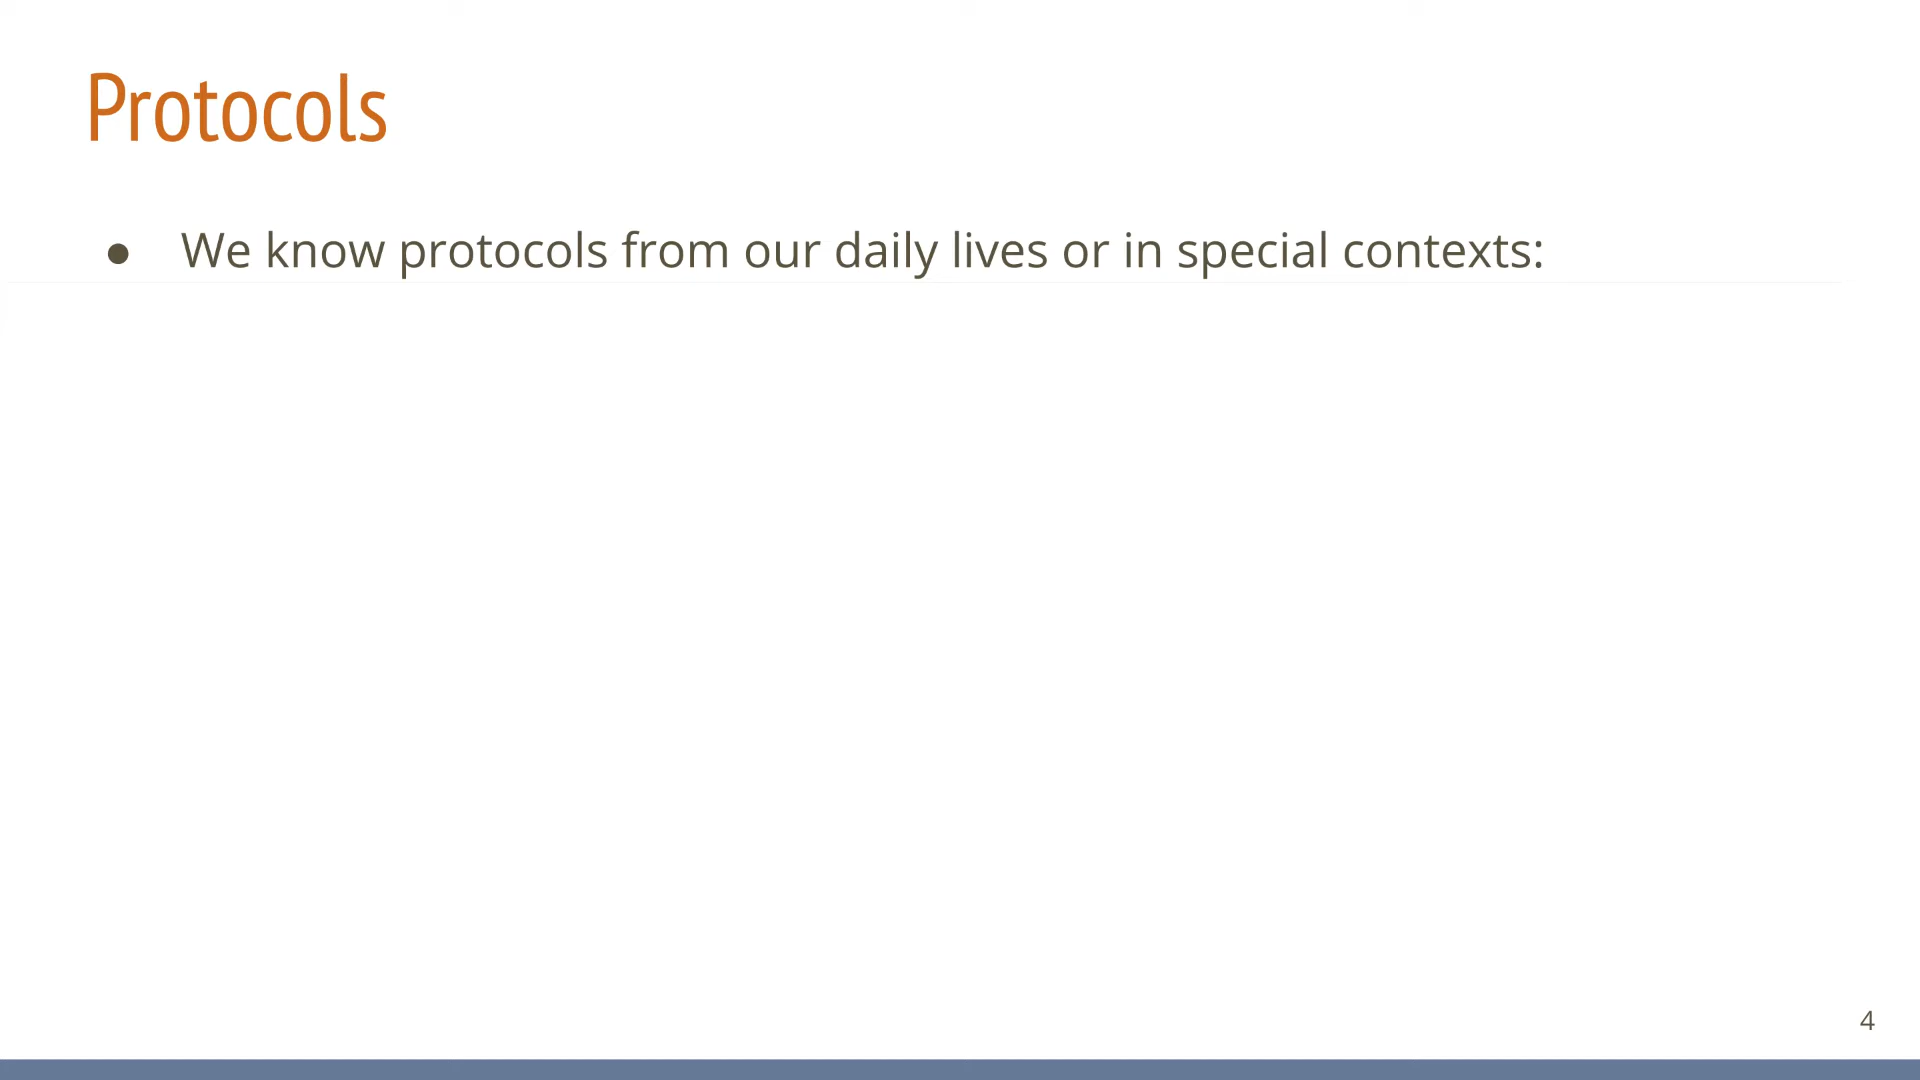 Protocols
● We know protocols from our daily lives or in special contexts:
4